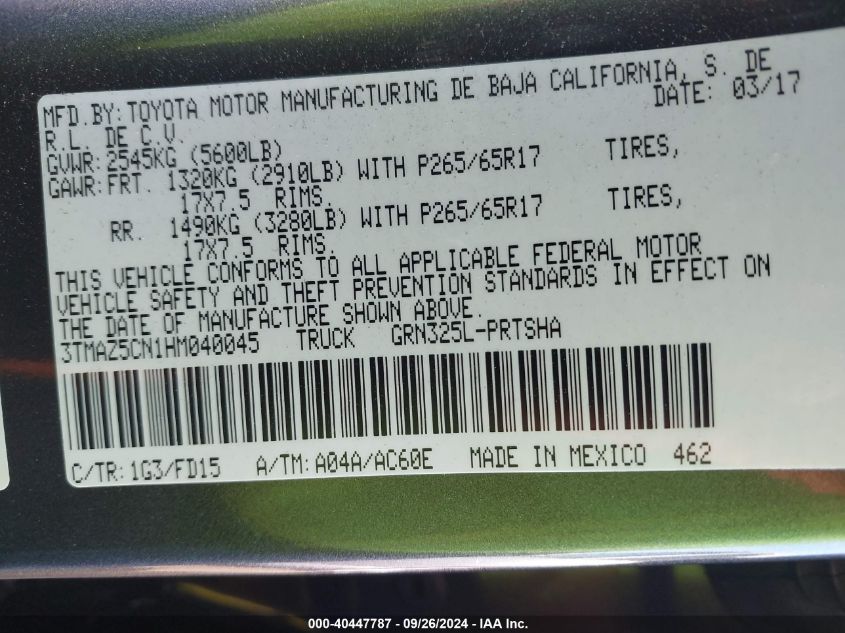 MFD.BY:TOYOTA MOTOR MANUFACTURING DE BAJA CALIFORNIA, S. DE
R.L. DE C.V. DATE: 03/17
GVWR:2545KG (5600LB)
GAWR:FRT. 1320KG (2910LB) WITH P265/65R17 TIRES,
17X7.5 RIMS.
RR. 1490KG (3280LB) WITH P265/65R17 TIRES,
17X7.5 RIMS.
THIS VEHICLE CONFORMS TO ALL APPLICABLE FEDERAL MOTOR
VEHICLE SAFETY AND THEFT PREVENTION STANDARDS IN EFFECT ON
THE DATE OF MANUFACTURE SHOWN ABOVE.
3TMAZ5CN1HM040045 TRUCK GRN325L-PRTSHA
C/TR:1G3/FD15 A/TM:A04A/AC60E MADE IN MEXICO 462
000-40447787 - 09/26/2024 - IAA Inc.